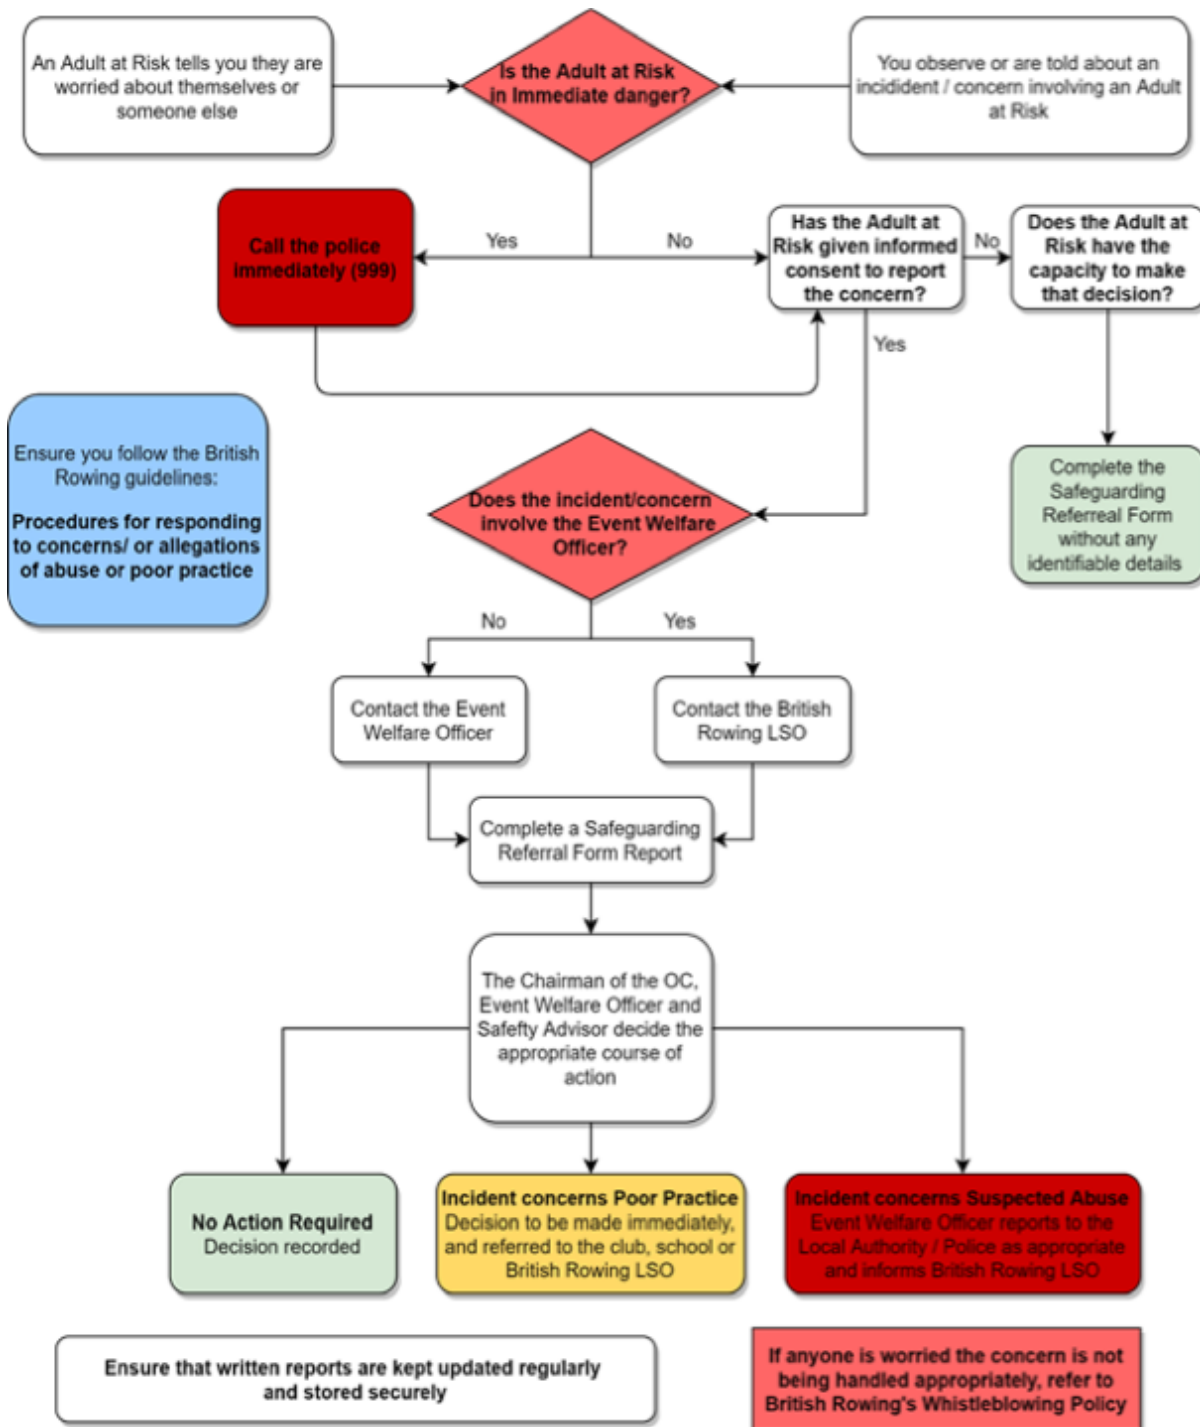 An Adult at Risk tells you they are
worried about themselves or
someone else
Is the Adult at Risk
in Immediate danger?
You observe or are told about an
incidident / concern involving an Adult
at Risk
Call the police
immediately (999)
Yes
No
Has the Adult at
Risk given informed
consent to report
the concern?
No
Does the Adult at
Risk have the
capacity to make
that decision?
Yes
Ensure you follow the British
Rowing guidelines:
Procedures for responding
to concerns/ or allegations
of abuse or poor practice
Does the incident/concern
involve the Event Welfare
Officer?
Complete the
Safeguarding
Referreal Form
without any
identifiable details
No
Yes
Contact the Event
Welfare Officer
Contact the British
Rowing LSO
Complete a Safeguarding
Referral Form Report
The Chairman of the OC,
Event Welfare Officer and
Safefty Advisor decide the
appropriate course of
action
No Action Required
Decision recorded
Incident concerns Poor Practice
Decision to be made immediately,
and referred to the club, school or
British Rowing LSO
Incident concerns Suspected Abuse
Event Welfare Officer reports to the
Local Authority / Police as appropriate
and informs British Rowing LSO
Ensure that written reports are kept updated regularly
and stored securely
If anyone is worried the concern is not
being handled appropriately, refer to
British Rowing's Whistleblowing Policy